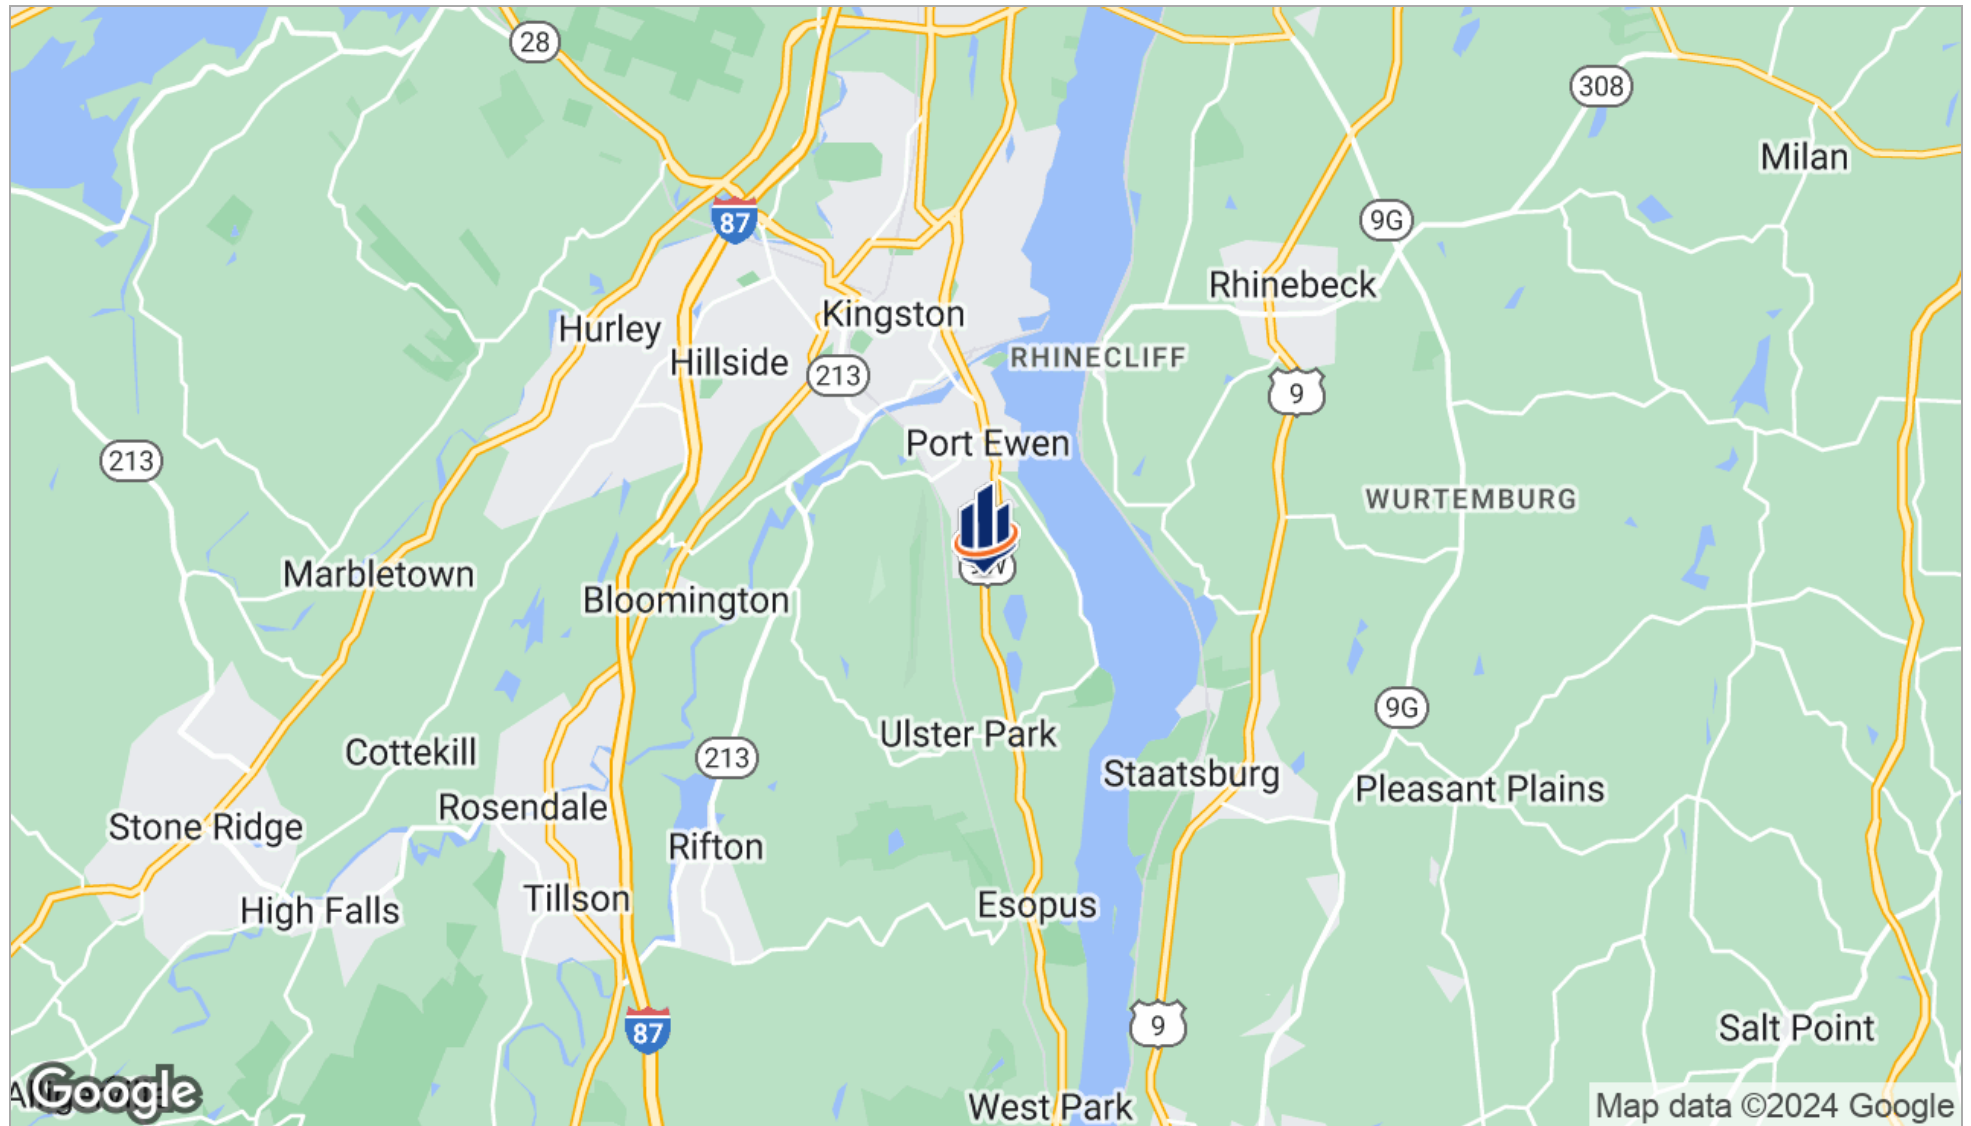 28
308
Milan
87
9G
Rhinebeck
Kingston
Hurley
RHINECLIFF
Hillside
213
9
Port Ewen
213
WURTEMBURG
Marbletown
Bloomington
9G
Ulster Park
Cottekill
213
Staatsburg
Pleasant Plains
Rosendale
Stone Ridge
Rifton
Tillson
Esopus
High Falls
9
87
Salt Point
Google
West Park
Map data ©2024 Google